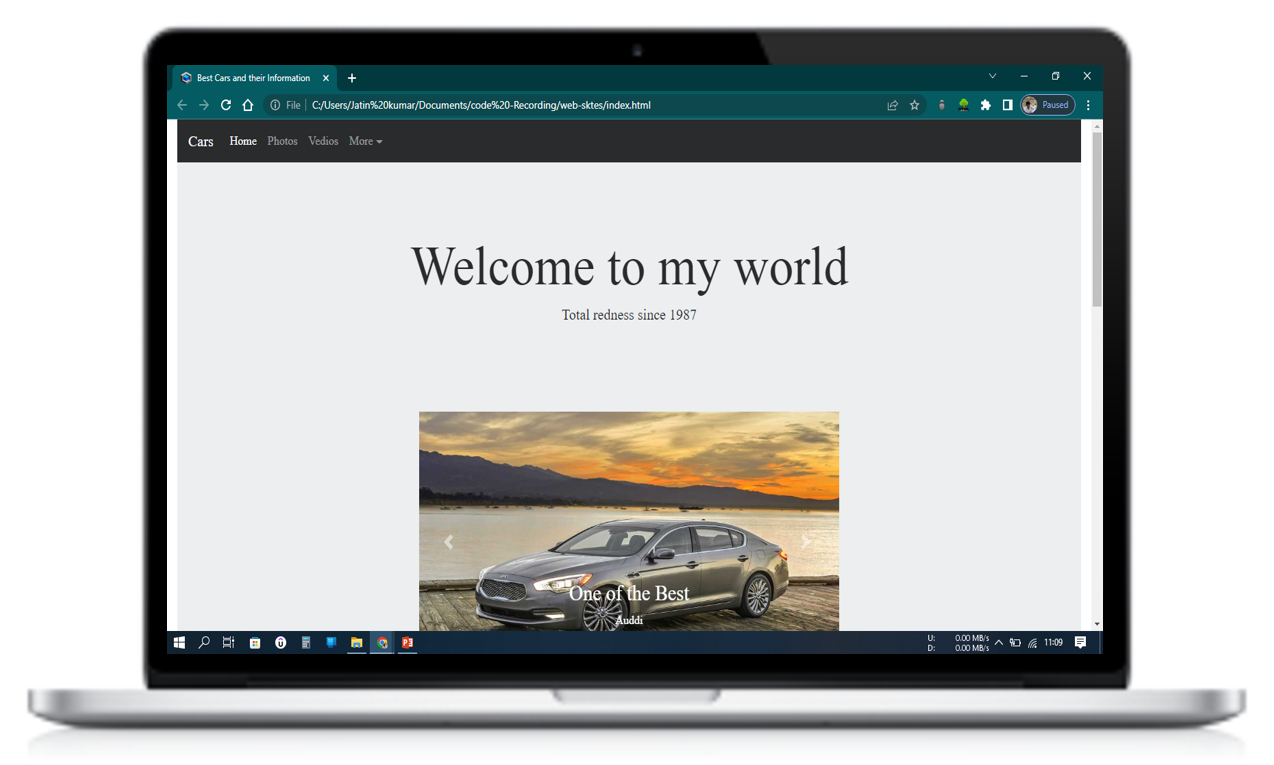 Best Cars and their Information
File | C:/Users/Jatin%20kumar/Documents/code%20-Recording/web-sktes/index.html
Paused
Cars Home Photos Vedios More
Welcome to my world
Total redness since 1987
One of the Best
Auddi
U: 0.00 MB/s
D: 0.00 MB/s
11:09